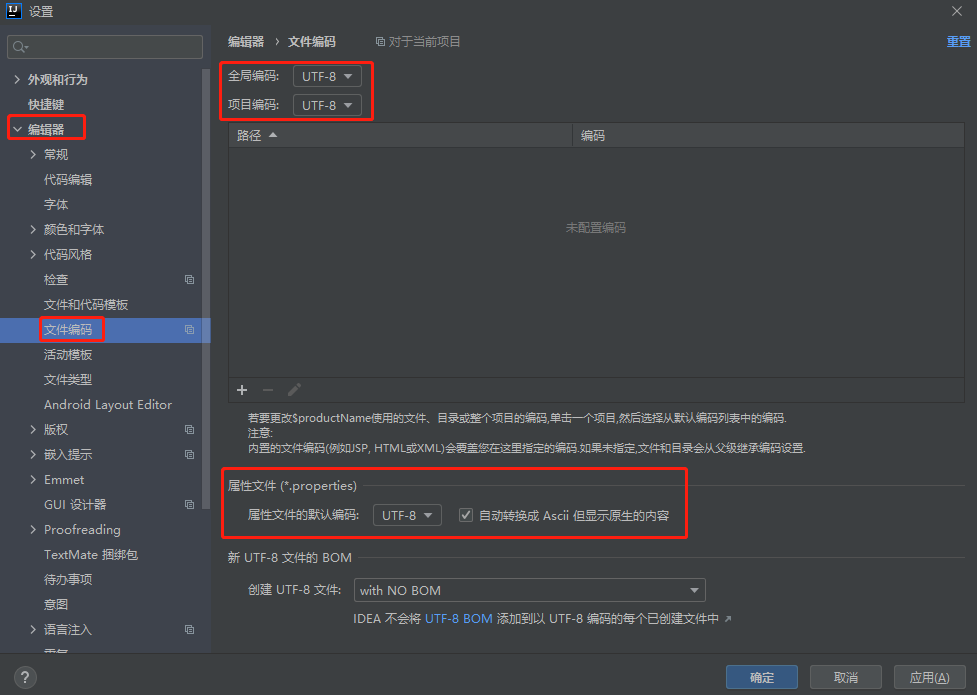 IJ 设置
外观和行为
快捷键
编辑器
常规
代码编辑
字体
颜色和字体
代码风格
检查
文件和代码模板
文件编码
活动模板
文件类型
Android Layout Editor
版权
嵌入提示
Emmet
GUI 设计器
Proofreading
TextMate 捆绑包
待办事项
意图
语言注入
编辑器 › 文件编码 对于当前项目 重置
全局编码: UTF-8
项目编码: UTF-8
路径 编码
未配置编码
若要更改$productName使用的文件、目录或整个项目的编码,单击一个项目,然后选择从默认编码列表中的编码.
注意:
内置的文件编码(例如JSP, HTML或XML)会覆盖您在这里指定的编码.如果未指定,文件和目录会从父级继承编码设置.
属性文件 (*.properties)
属性文件的默认编码: UTF-8 自动转换成 Ascii 但显示原生的内容
新 UTF-8 文件的 BOM
创建 UTF-8 文件: with NO BOM
IDEA 不会将 UTF-8 BOM 添加到以 UTF-8 编码的每个已创建文件中 ↗
? 确定 取消 应用(A)